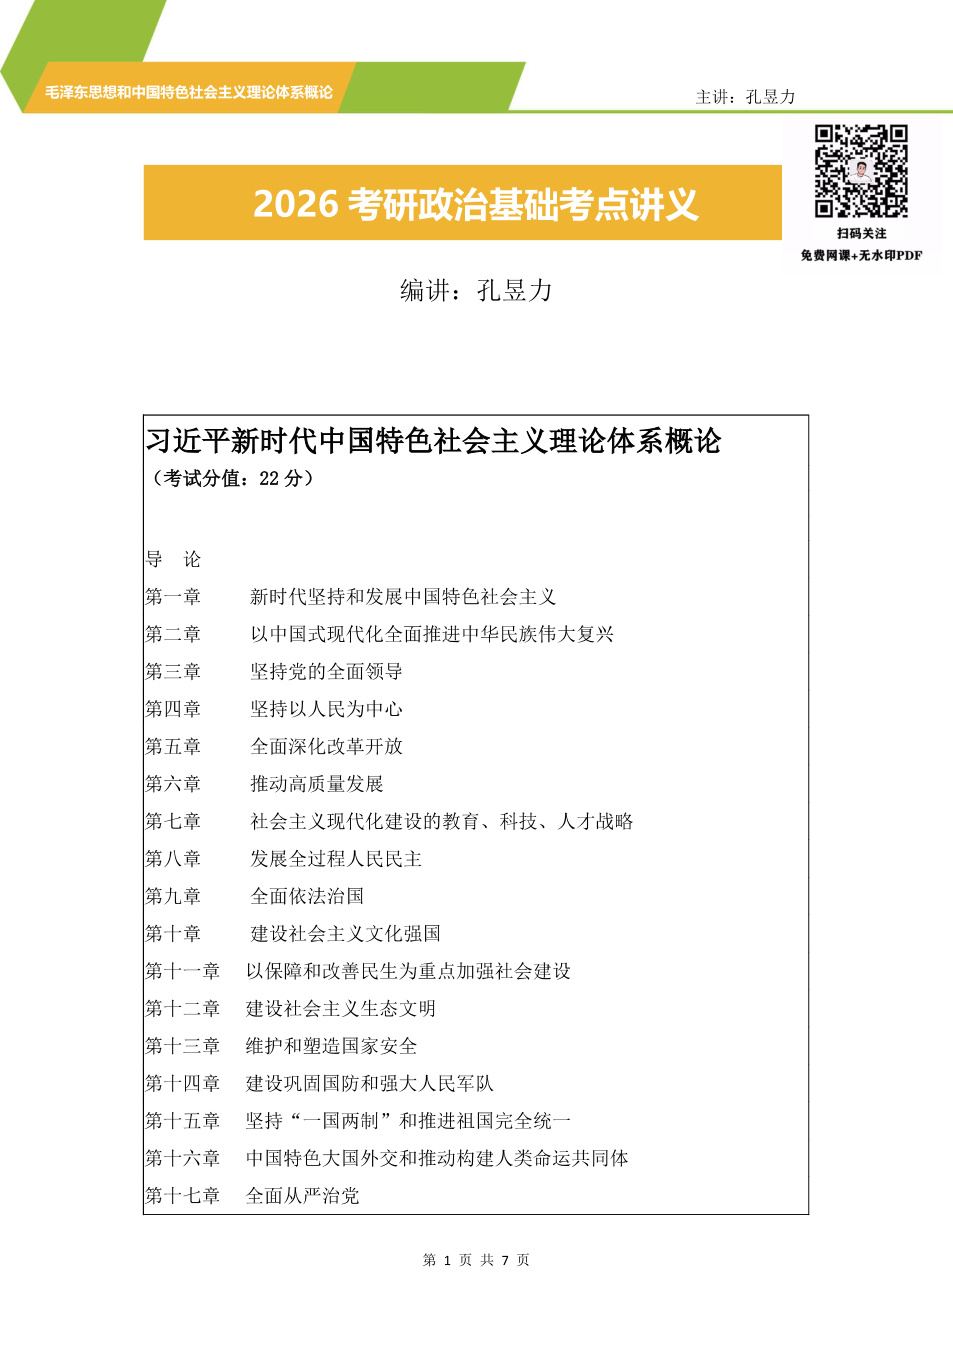 毛泽东思想和中国特色社会主义理论体系概论
主讲：孔昱力
扫码关注
免费网课+无水印PDF
2026 考研政治基础考点讲义
编讲：孔昱力
习近平新时代中国特色社会主义理论体系概论
（考试分值：22 分）
导 论
第一章 新时代坚持和发展中国特色社会主义
第二章 以中国式现代化全面推进中华民族伟大复兴
第三章 坚持党的全面领导
第四章 坚持以人民为中心
第五章 全面深化改革开放
第六章 推动高质量发展
第七章 社会主义现代化建设的教育、科技、人才战略
第八章 发展全过程人民民主
第九章 全面依法治国
第十章 建设社会主义文化强国
第十一章 以保障和改善民生为重点加强社会建设
第十二章 建设社会主义生态文明
第十三章 维护和塑造国家安全
第十四章 建设巩固国防和强大人民军队
第十五章 坚持“一国两制”和推进祖国完全统一
第十六章 中国特色大国外交和推动构建人类命运共同体
第十七章 全面从严治党
第 1 页 共 7 页